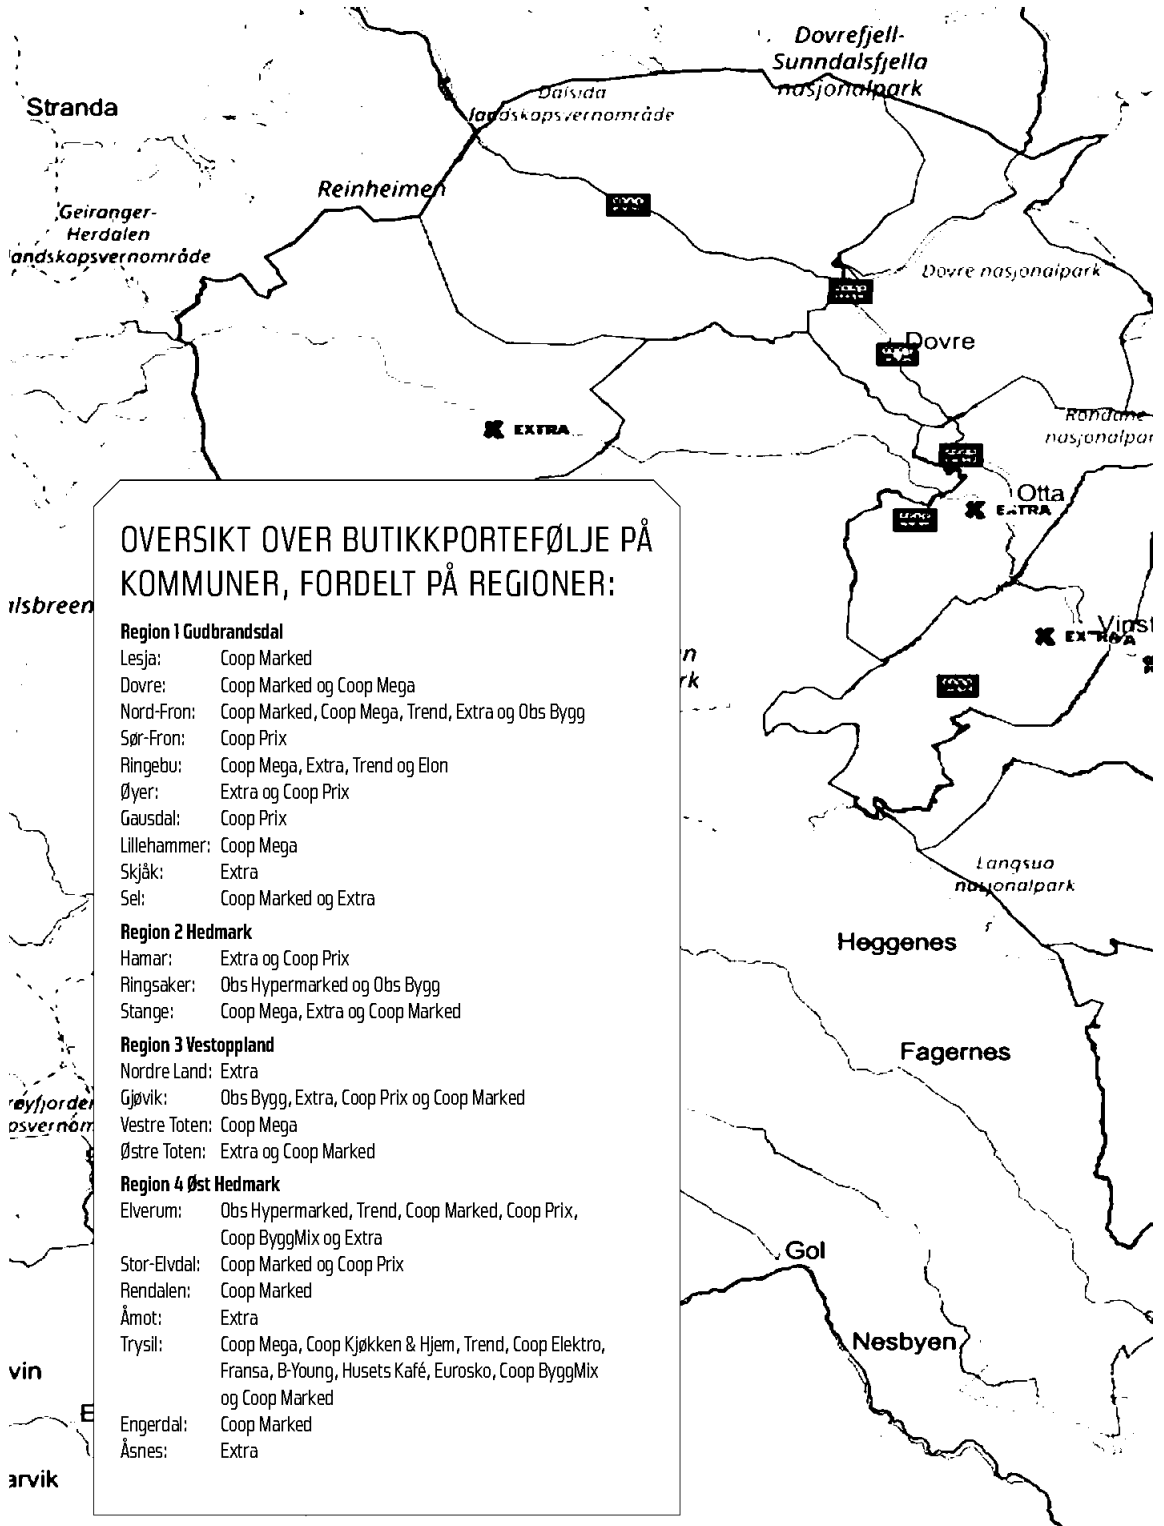 Dovrefjell-
Sunndalsfjella
nasjonalpark
Stranda
Dalsida
landskapsvernområde
Reinheimen
Geiranger-
Herdalen
landskapsvernområde
Dovre nasjonalpark
Dovre
Rondane
nasjonalpar
EXTRA
Otta
EXTRA
OVERSIKT OVER BUTIKKPORTEFØLJE PÅ
KOMMUNER, FORDELT PÅ REGIONER:
alsbreen
Vinst
EXTRA
n
rk
Region 1 Gudbrandsdal
Lesja: Coop Marked
Dovre: Coop Marked og Coop Mega
Nord-Fron: Coop Marked, Coop Mega, Trend, Extra og Obs Bygg
Sør-Fron: Coop Prix
Ringebu: Coop Mega, Extra, Trend og Elon
Øyer: Extra og Coop Prix
Gausdal: Coop Prix
Lillehammer: Coop Mega
Skjåk: Extra
Sel: Coop Marked og Extra
Region 2 Hedmark
Hamar: Extra og Coop Prix
Ringsaker: Obs Hypermarked og Obs Bygg
Stange: Coop Mega, Extra og Coop Marked
Region 3 Vestoppland
Nordre Land: Extra
Gjøvik: Obs Bygg, Extra, Coop Prix og Coop Marked
Vestre Toten: Coop Mega
Østre Toten: Extra og Coop Marked
Region 4 Øst Hedmark
Elverum: Obs Hypermarked, Trend, Coop Marked, Coop Prix,
Coop ByggMix og Extra
Stor-Elvdal: Coop Marked og Coop Prix
Rendalen: Coop Marked
Åmot: Extra
Trysil: Coop Mega, Coop Kjøkken & Hjem, Trend, Coop Elektro,
Fransa, B-Young, Husets Kafé, Eurosko, Coop ByggMix
og Coop Marked
Engerdal: Coop Marked
Åsnes: Extra
Langsua
nasjonalpark
Heggenes
Fagernes
Gol
Nesbyen
vin
arvik